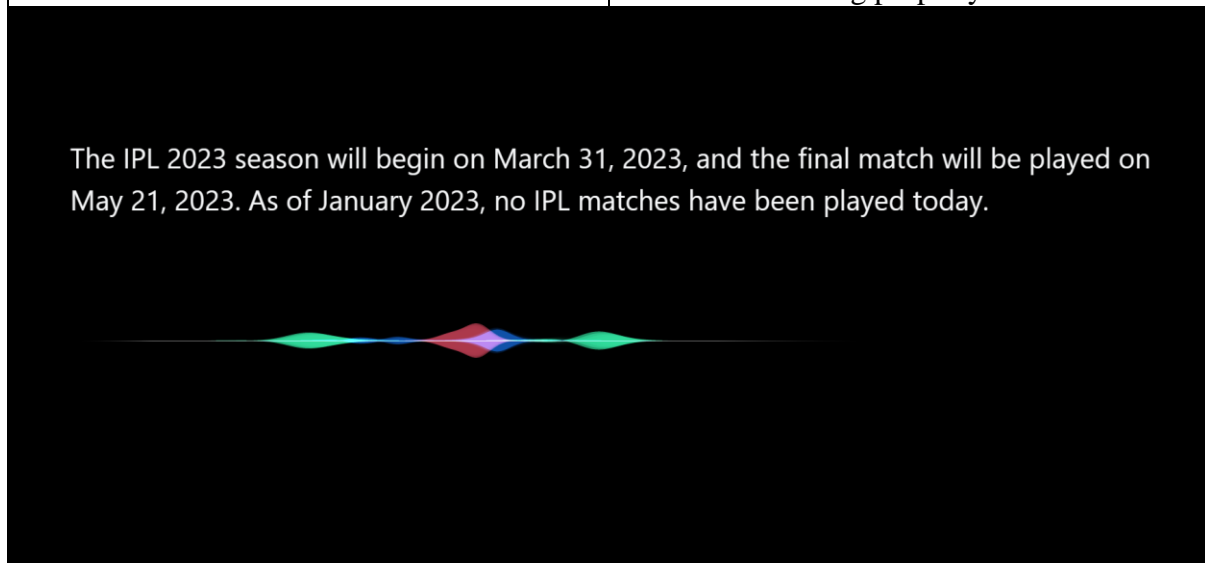 The IPL 2023 season will begin on March 31, 2023, and the final match will be played on
May 21, 2023. As of January 2023, no IPL matches have been played today.